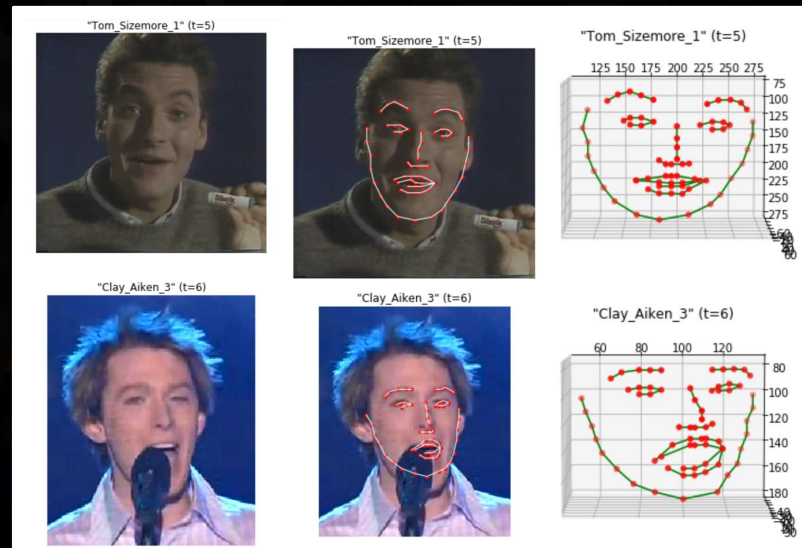 "Tom_Sizemore_1" (t=5)
"Tom_Sizemore_1" (t=5)
"Tom_Sizemore_1" (t=5)
125 150 175 200 225 250 275
75
100
125
150
175
200
225
250
275
60
"Clay_Aiken_3" (t=6)
"Clay_Aiken_3" (t=6)
"Clay_Aiken_3" (t=6)
60 80 100 120
80
100
120
140
160
180